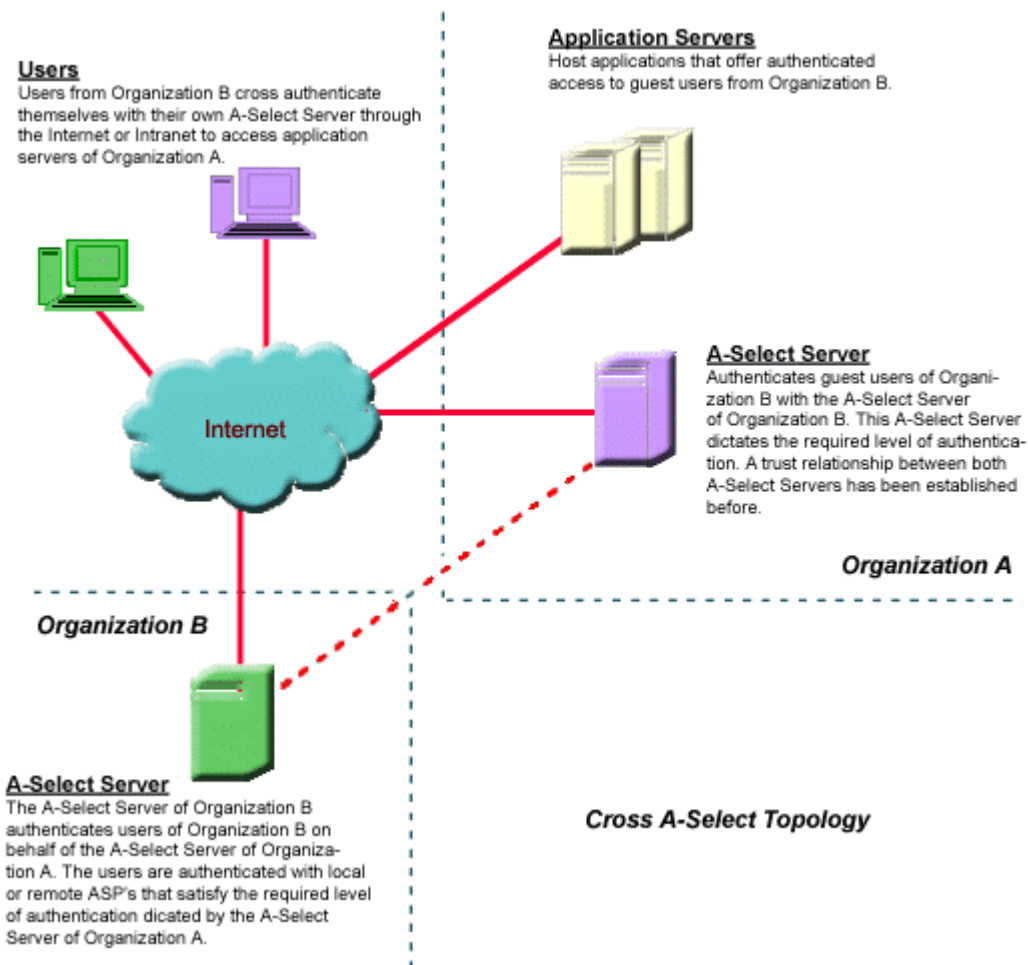 Users
Users from Organization B cross authenticate
themselves with their own A-Select Server through
the Internet or Intranet to access application
servers of Organization A.
Application Servers
Host applications that offer authenticated
access to guest users from Organization B.
Internet
A-Select Server
Authenticates guest users of Organi-
zation B with the A-Select Server
of Organization B. This A-Select Server
dictates the required level of authentica-
tion. A trust relationship between both
A-Select Servers has been established
before.
Organization A
Organization B
A-Select Server
The A-Select Server of Organization B
authenticates users of Organization B on
behalf of the A-Select Server of Organiza-
tion A. The users are authenticated with local
or remote ASP's that satisfy the required level
of authentication dicated by the A-Select
Server of Organization A.
Cross A-Select Topology